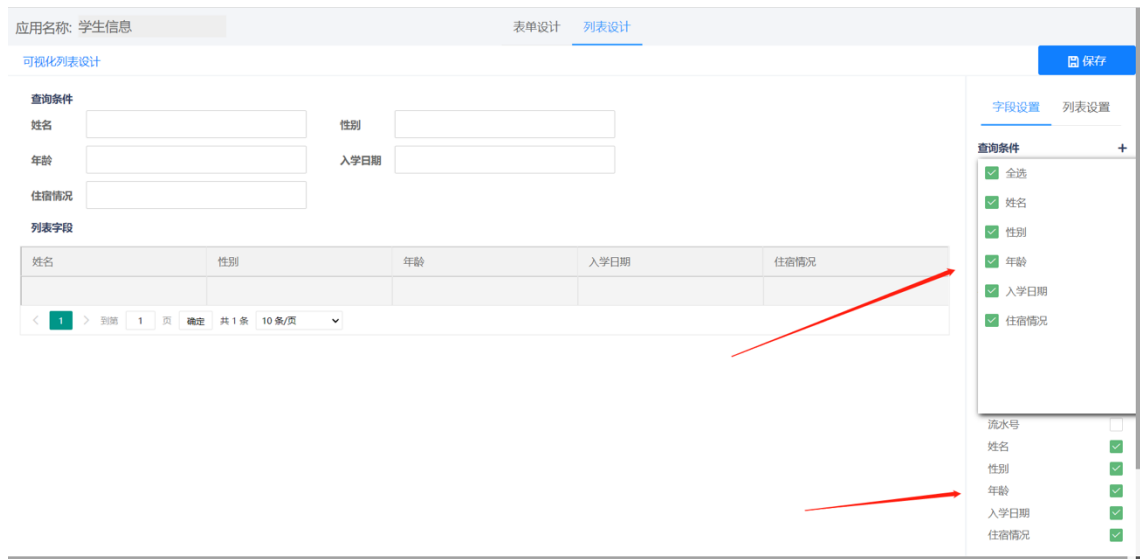 应用名称: 学生信息
表单设计 列表设计
可视化列表设计
保存
查询条件
姓名
性别
年龄
入学日期
住宿情况
列表字段
姓名 性别 年龄 入学日期 住宿情况
< 1 > 到第 1 页 确定 共 1 条 10 条/页
字段设置 列表设置
查询条件 +
全选
姓名
性别
年龄
入学日期
住宿情况
流水号
姓名
性别
年龄
入学日期
住宿情况